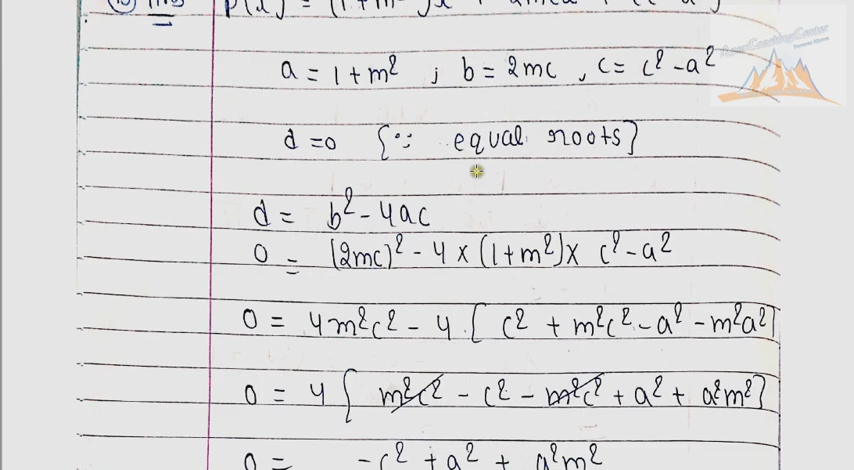 a = 1 + m² ; b = 2mc , c = c² - a²
d = 0 {∵ equal roots}
d = b² - 4ac
0 = (2mc)² - 4 × (1 + m²) × c² - a²
0 = 4m²c² - 4 [ c² + m²c² - a² - m²a² ]
0 = 4 { m²c² - c² - m²c² + a² + a²m² }
0 = - c² + a² + a²m²